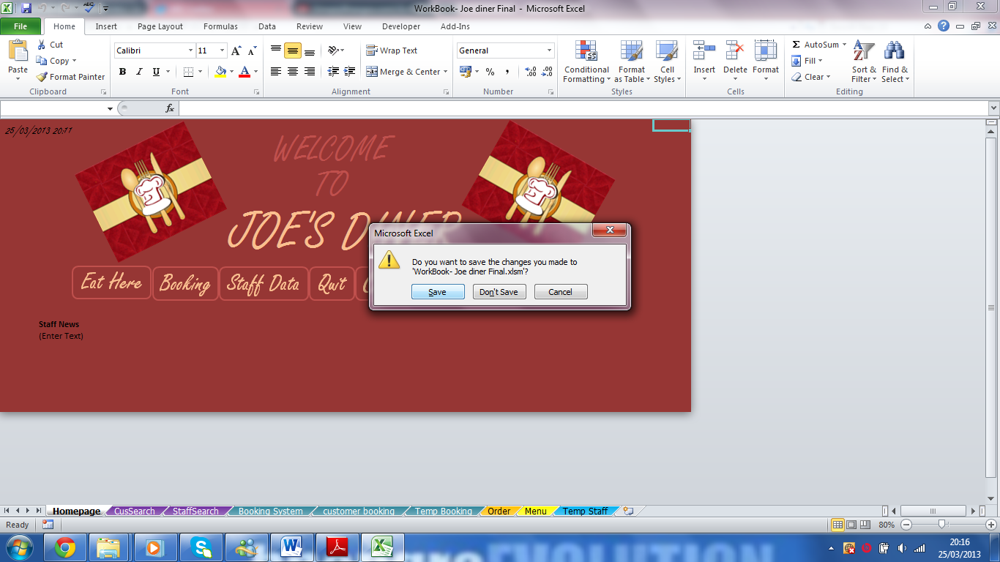 WorkBook- Joe diner Final - Microsoft Excel
File Home Insert Page Layout Formulas Data Review View Developer Add-Ins
Paste
Cut
Copy
Format Painter
Clipboard
Calibri 11
B I U A
Font
Wrap Text
Merge & Center
Alignment
General
% , .00 .0
Number
Conditional Formatting
Format as Table
Cell Styles
Styles
Insert Delete Format
Cells
Σ AutoSum
Fill
Clear
Sort & Filter
Find & Select
Editing
fx
25/03/2013 20:11
WELCOME
TO
JOE'S DINER
Microsoft Excel
Do you want to save the changes you made to
'WorkBook- Joe diner Final.xlsm'?
Save Don't Save Cancel
Eat Here Booking Staff Data Quit
Staff News
(Enter Text)
Homepage CusSearch StaffSearch Booking System customer booking Temp Booking Order Menu Temp Staff
Ready 80%
EVOLUTION
20:16
25/03/2013